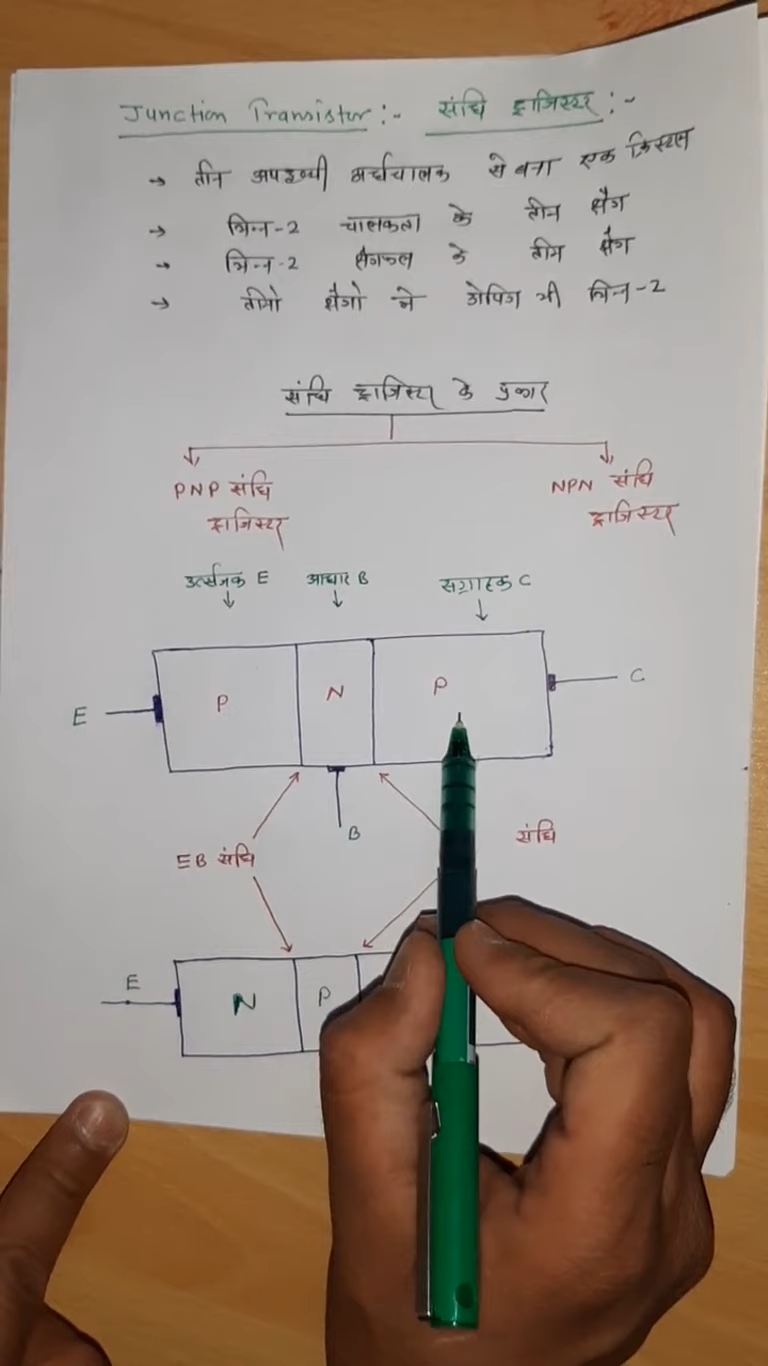 Junction Transistor:- संधि ट्रांजिस्टर:-
→ तीन अपद्रव्यी अर्धचालक से बना एक क्रिस्टल
→ भिन्न-2 चालकता के तीन क्षेत्र
→ भिन्न-2 क्षेत्रफल के तीन क्षेत्र
→ तीनो क्षेत्रो मे डोपिंग भी भिन्न-2
संधि ट्रांजिस्टर के प्रकार
PNP संधि ट्रांजिस्टर
NPN संधि ट्रांजिस्टर
उत्सर्जक E आधार B संग्राहक C
E P N P C
B
EB संधि संधि
E N P